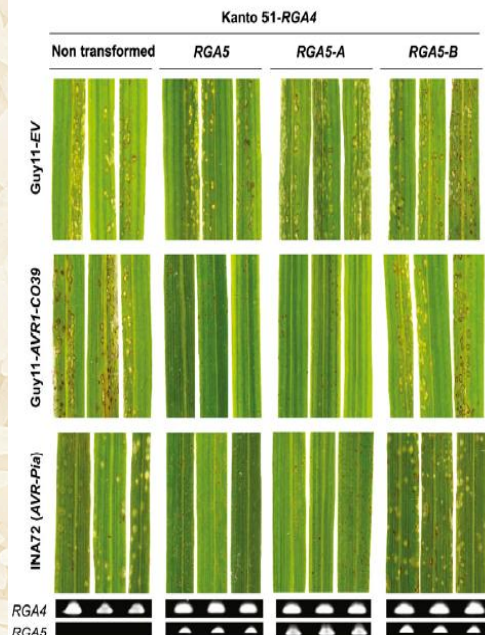 Kanto 51-RGA4
Non transformed RGA5 RGA5-A RGA5-B
Guy11-EV
Guy11-AVR1-CO39
INA72 (AVR-Pia)
RGA4
RGA5